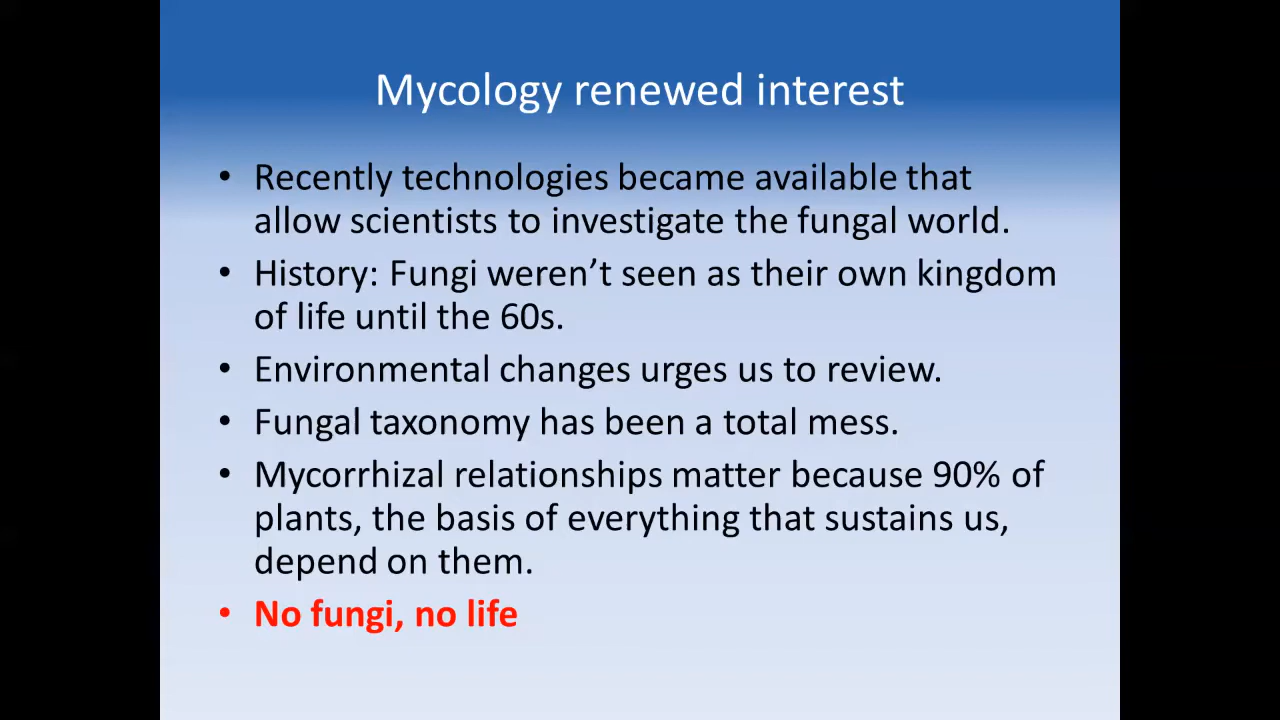 Mycology renewed interest
• Recently technologies became available that
allow scientists to investigate the fungal world.
• History: Fungi weren’t seen as their own kingdom
of life until the 60s.
• Environmental changes urges us to review.
• Fungal taxonomy has been a total mess.
• Mycorrhizal relationships matter because 90% of
plants, the basis of everything that sustains us,
depend on them.
• No fungi, no life